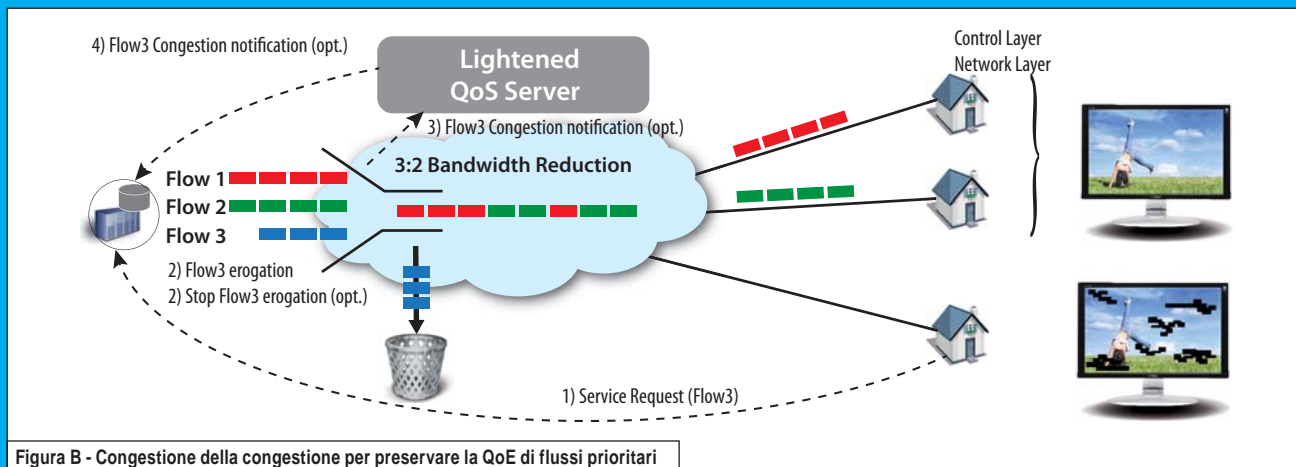 4) Flow3 Congestion notification (opt.)
Lightened
QoS Server
Control Layer
Network Layer
3) Flow3 Congestion notification (opt.)
3:2 Bandwidth Reduction
Flow 1
Flow 2
Flow 3
2) Flow3 erogation
2) Stop Flow3 erogation (opt.)
1) Service Request (Flow3)
Figura B - Congestione della congestione per preservare la QoE di flussi prioritari